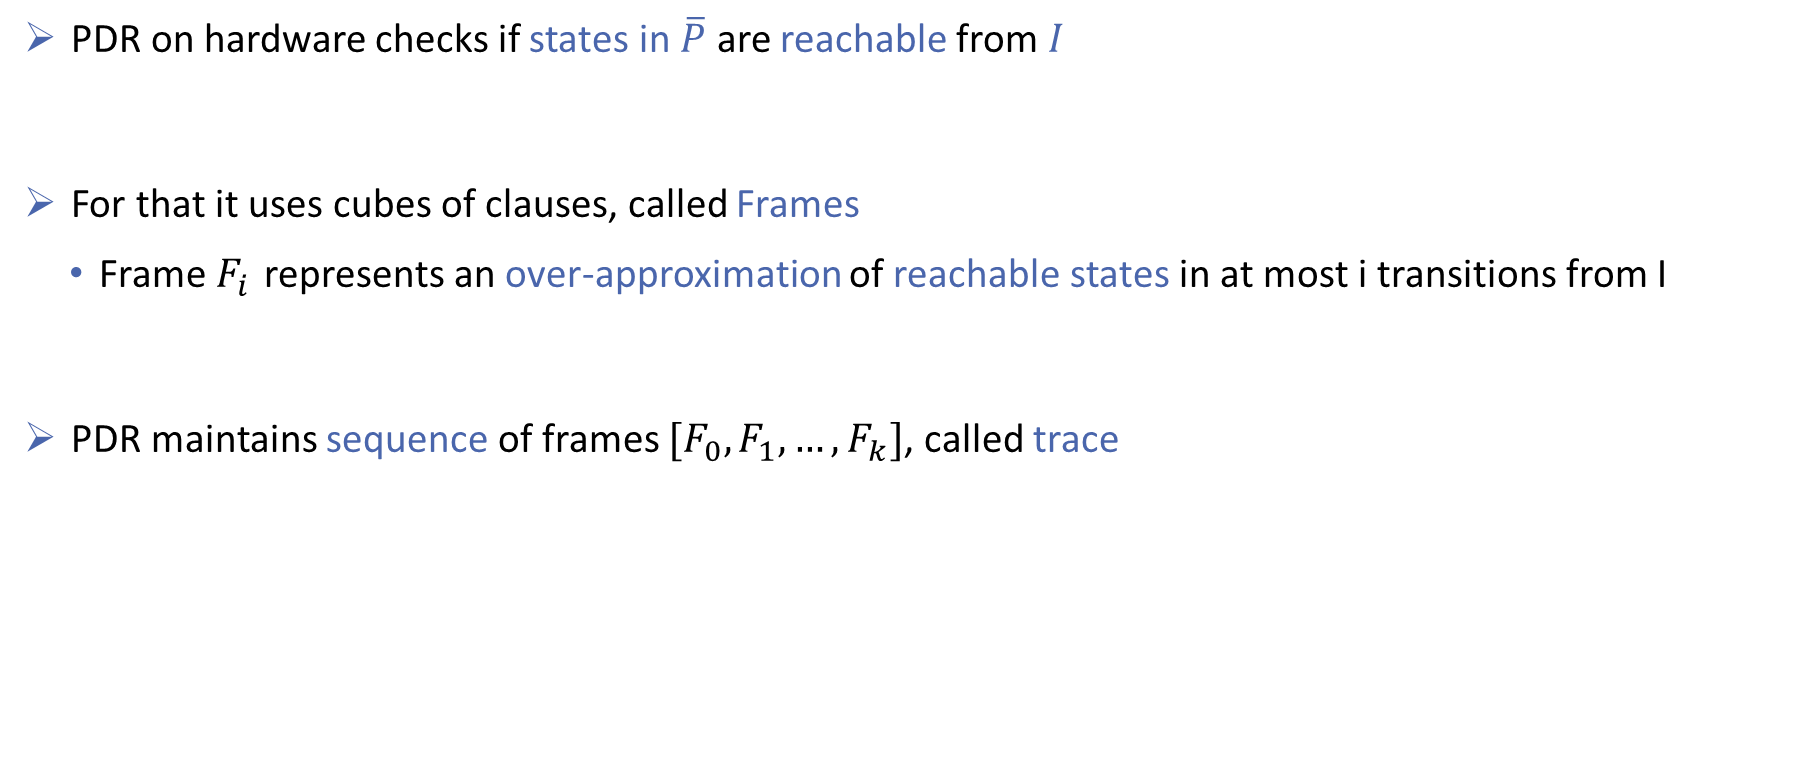 ➢ PDR on hardware checks if states in P̅ are reachable from I
➢ For that it uses cubes of clauses, called Frames
• Frame Fᵢ represents an over-approximation of reachable states in at most i transitions from I
➢ PDR maintains sequence of frames [F₀, F₁, … , Fₖ], called trace